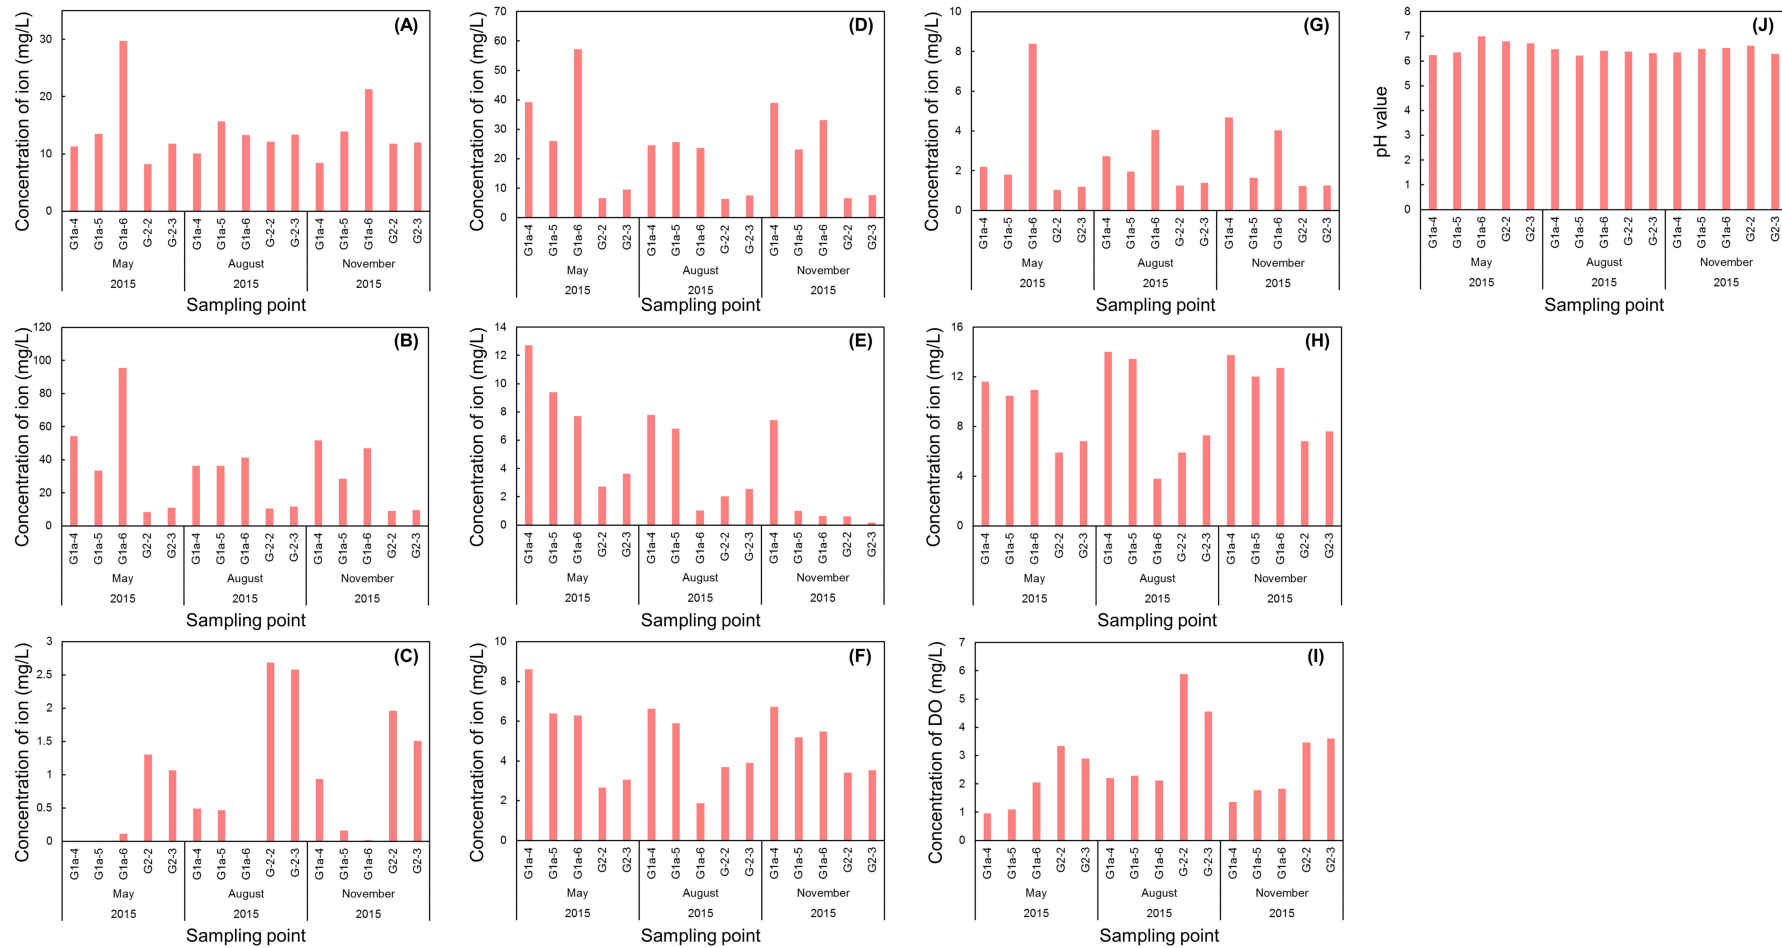 (A)
Concentration of ion (mg/L)
30
20
10
0
G1a-4 G1a-5 G1a-6 G-2-2 G-2-3 G1a-4 G1a-5 G1a-6 G-2-2 G-2-3 G1a-4 G1a-5 G1a-6 G2-2 G2-3
May August November
2015 2015 2015
Sampling point
(D)
Concentration of ion (mg/L)
70
60
50
40
30
20
10
0
G1a-4 G1a-5 G1a-6 G2-2 G2-3 G1a-4 G1a-5 G1a-6 G-2-2 G-2-3 G1a-4 G1a-5 G1a-6 G2-2 G2-3
May August November
2015 2015 2015
Sampling point
(G)
Concentration of ion (mg/L)
10
8
6
4
2
0
G1a-4 G1a-5 G1a-6 G2-2 G2-3 G1a-4 G1a-5 G1a-6 G-2-2 G-2-3 G1a-4 G1a-5 G1a-6 G2-2 G2-3
May August November
2015 2015 2015
Sampling point
(J)
pH value
8
7
6
5
4
3
2
1
0
G1a-4 G1a-5 G1a-6 G2-2 G2-3 G1a-4 G1a-5 G1a-6 G-2-2 G-2-3 G1a-4 G1a-5 G1a-6 G2-2 G2-3
May August November
2015 2015 2015
Sampling point
(B)
Concentration of ion (mg/L)
120
100
80
60
40
20
0
G1a-4 G1a-5 G1a-6 G2-2 G2-3 G1a-4 G1a-5 G1a-6 G-2-2 G-2-3 G1a-4 G1a-5 G1a-6 G2-2 G2-3
May August November
2015 2015 2015
Sampling point
(E)
Concentration of ion (mg/L)
14
12
10
8
6
4
2
0
G1a-4 G1a-5 G1a-6 G2-2 G2-3 G1a-4 G1a-5 G1a-6 G-2-2 G-2-3 G1a-4 G1a-5 G1a-6 G2-2 G2-3
May August November
2015 2015 2015
Sampling point
(H)
Concentration of ion (mg/L)
16
12
8
4
0
G1a-4 G1a-5 G1a-6 G2-2 G2-3 G1a-4 G1a-5 G1a-6 G-2-2 G-2-3 G1a-4 G1a-5 G1a-6 G2-2 G2-3
May August November
2015 2015 2015
Sampling point
(C)
Concentration of ion (mg/L)
3
2.5
2
1.5
1
0.5
0
G1a-4 G1a-5 G1a-6 G2-2 G2-3 G1a-4 G1a-5 G1a-6 G-2-2 G-2-3 G1a-4 G1a-5 G1a-6 G2-2 G2-3
May August November
2015 2015 2015
Sampling point
(F)
Concentration of ion (mg/L)
10
8
6
4
2
0
G1a-4 G1a-5 G1a-6 G2-2 G2-3 G1a-4 G1a-5 G1a-6 G-2-2 G-2-3 G1a-4 G1a-5 G1a-6 G2-2 G2-3
May August November
2015 2015 2015
Sampling point
(I)
Concentration of DO (mg/L)
7
6
5
4
3
2
1
0
G1a-4 G1a-5 G1a-6 G2-2 G2-3 G1a-4 G1a-5 G1a-6 G-2-2 G-2-3 G1a-4 G1a-5 G1a-6 G2-2 G2-3
May August November
2015 2015 2015
Sampling point